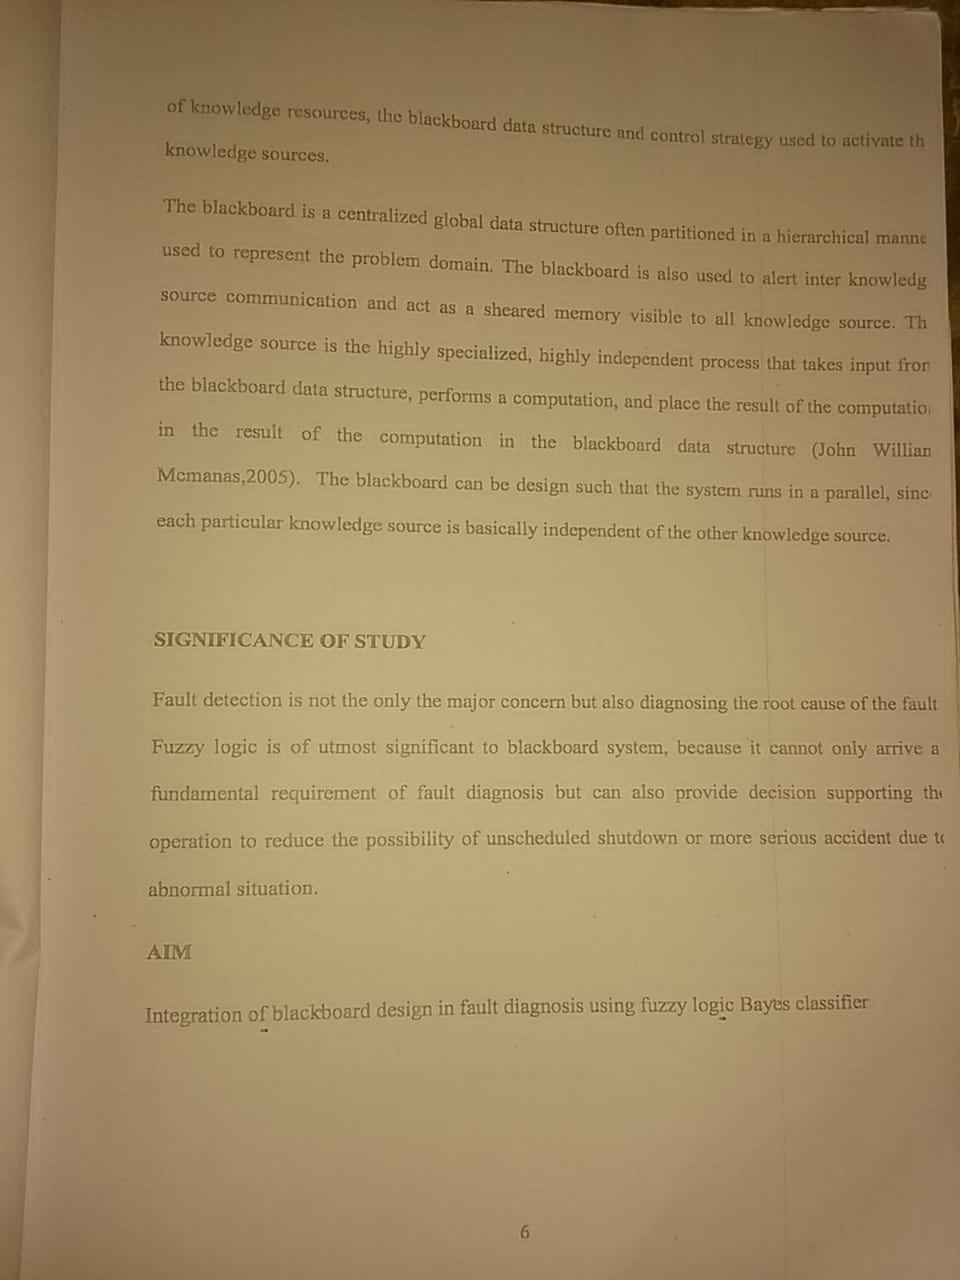 of knowledge resources, the blackboard data structure and control strategy used to activate th
knowledge sources.
The blackboard is a centralized global data structure often partitioned in a hierarchical manne
used to represent the problem domain. The blackboard is also used to alert inter knowledg
source communication and act as a sheared memory visible to all knowledge source. Th
knowledge source is the highly specialized, highly independent process that takes input fron
the blackboard data structure, performs a computation, and place the result of the computatio
in the result of the computation in the blackboard data structure (John Willian
Mcmanas,2005). The blackboard can be design such that the system runs in a parallel, sinc
each particular knowledge source is basically independent of the other knowledge source.
SIGNIFICANCE OF STUDY
Fault detection is not the only the major concern but also diagnosing the root cause of the fault
Fuzzy logic is of utmost significant to blackboard system, because it cannot only arrive a
fundamental requirement of fault diagnosis but can also provide decision supporting th
operation to reduce the possibility of unscheduled shutdown or more serious accident due to
abnormal situation.
AIM
Integration of blackboard design in fault diagnosis using fuzzy logic Bayes classifier
6